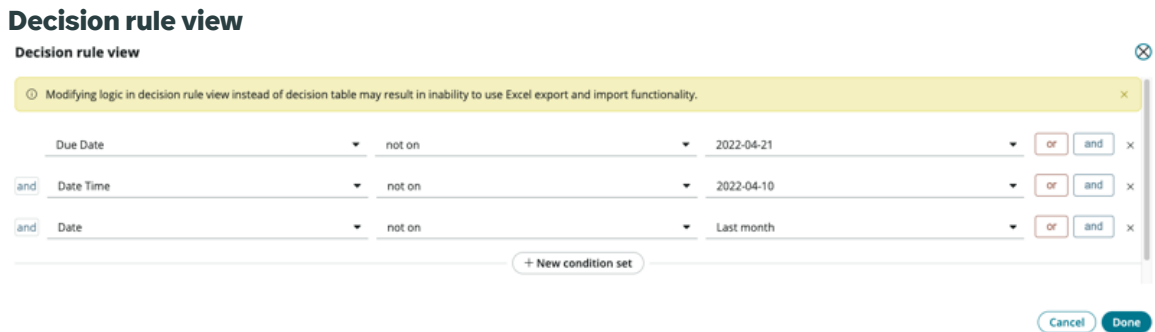 Decision rule view
Decision rule view
Modifying logic in decision rule view instead of decision table may result in inability to use Excel export and import functionality.
Due Date not on 2022-04-21 or and
and Date Time not on 2022-04-10 or and
and Date not on Last month or and
+ New condition set
Cancel Done